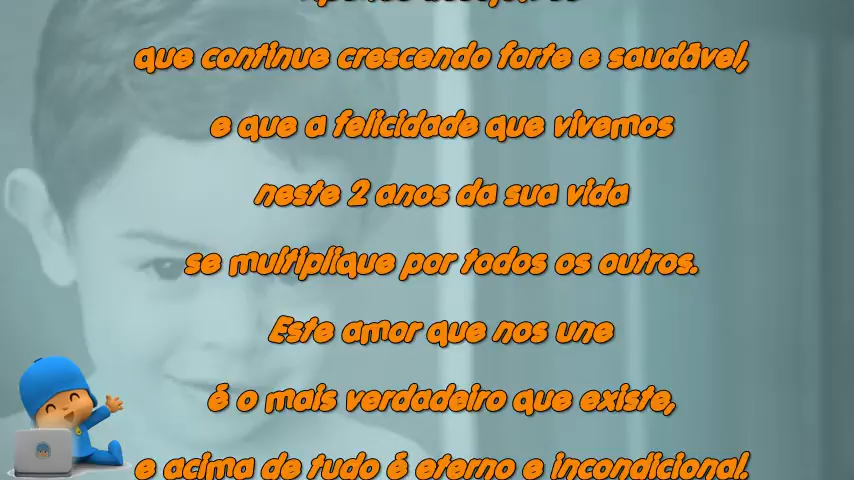 que continue crescendo forte e saudável,
e que a felicidade que vivemos
neste 2 anos da sua vida
se multiplique por todos os outros.
Este amor que nos une
é o mais verdadeiro que existe,
e acima de tudo é eterno e incondicional.